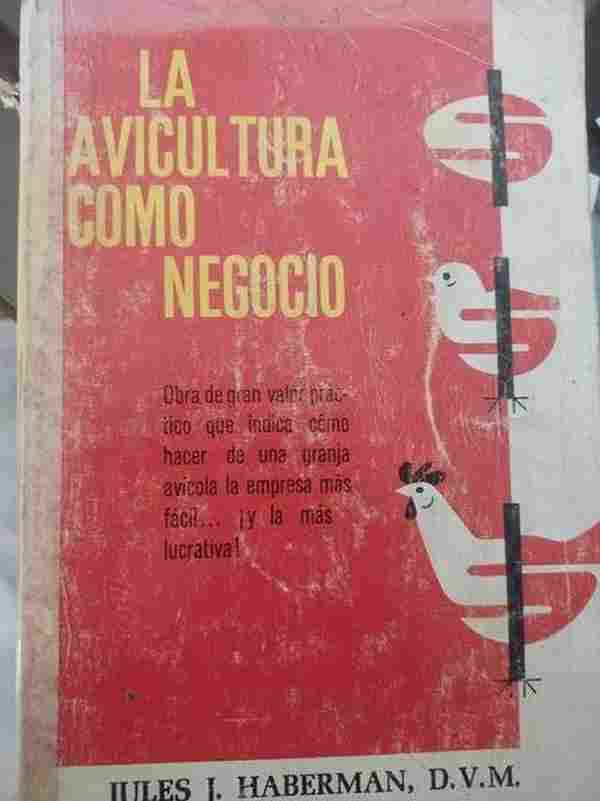 LA
AVICULTURA
COMO
NEGOCIO
Obra de gran valor prác-
tico que indica cómo
hacer de una granja
avícola la empresa más
fácil... ¡y la más
lucrativa!
JULES J. HABERMAN, D.V.M.